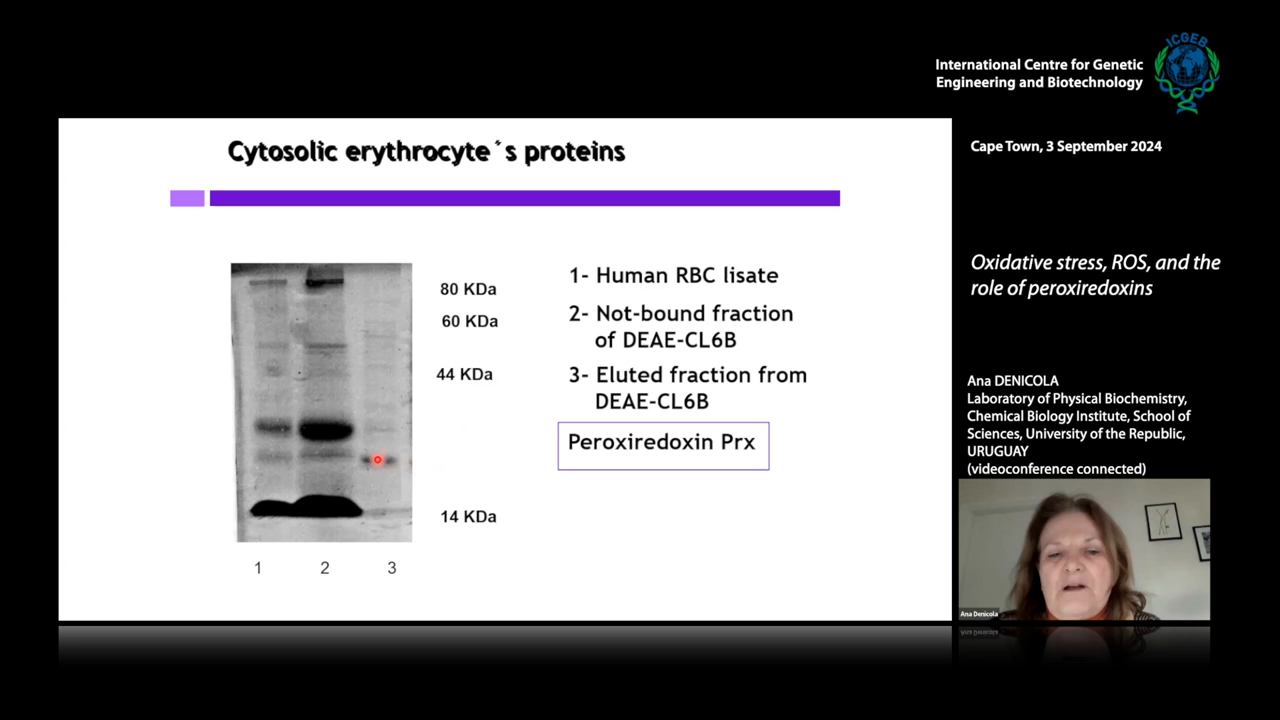 ICGEB
International Centre for Genetic
Engineering and Biotechnology
Cytosolic erythrocyte´s proteins
80 KDa
60 KDa
44 KDa
14 KDa
1
2
3
1- Human RBC lisate
2- Not-bound fraction
of DEAE-CL6B
3- Eluted fraction from
DEAE-CL6B
Peroxiredoxin Prx
Cape Town, 3 September 2024
Oxidative stress, ROS, and the
role of peroxiredoxins
Ana DENICOLA
Laboratory of Physical Biochemistry,
Chemical Biology Institute, School of
Sciences, University of the Republic,
URUGUAY
(videoconference connected)
Ana Denicola